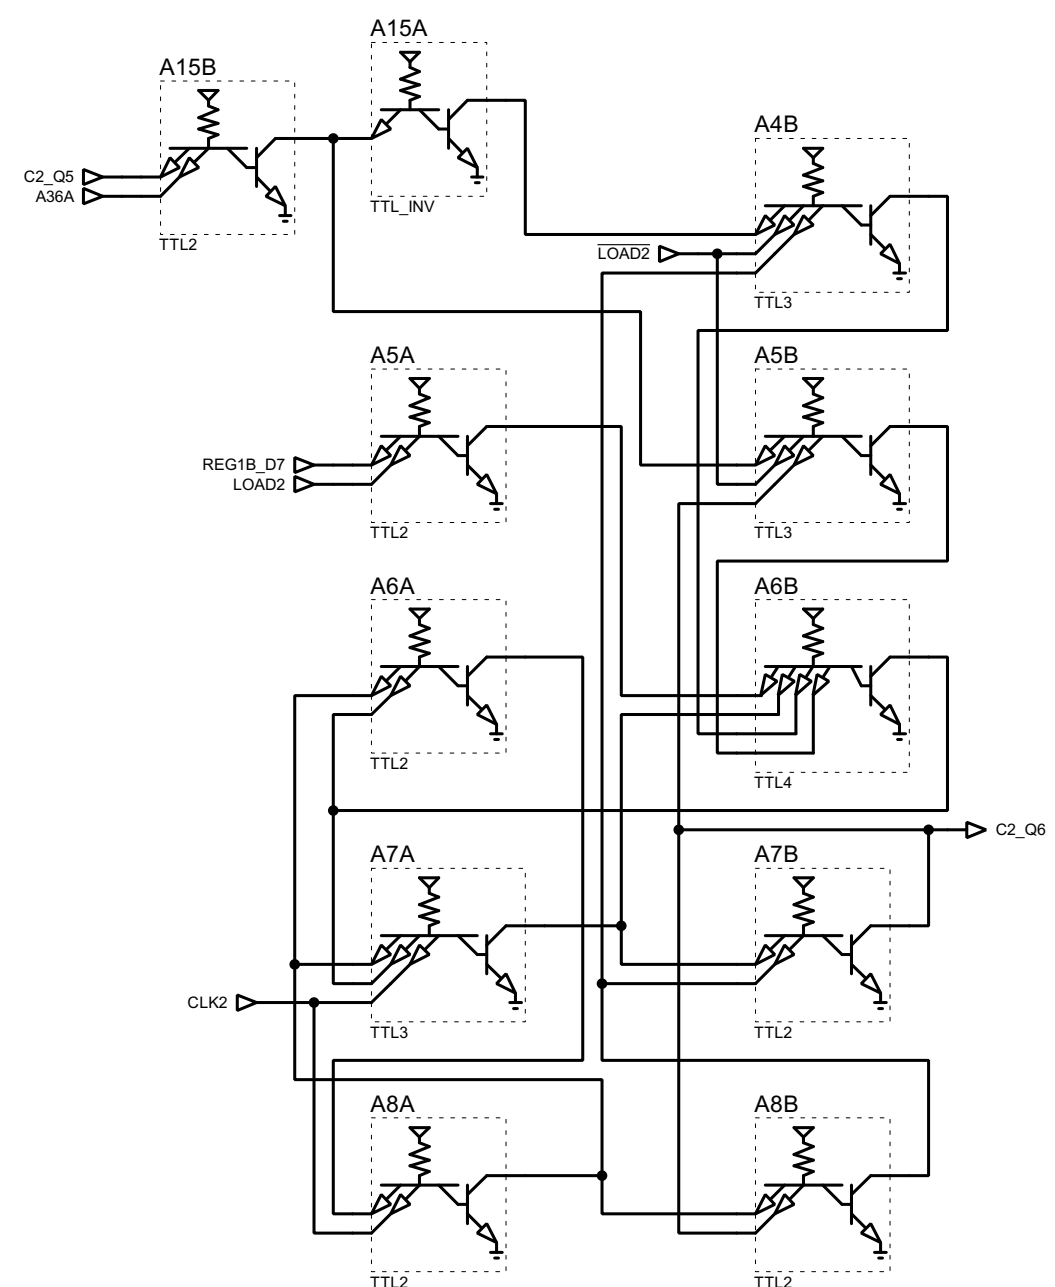 A15A
A15B
A4B
C2_Q5
A36A
TTL_INV
TTL2
LOAD2
TTL3
A5A
A5B
REG1B_D7
LOAD2
TTL2
TTL3
A6A
A6B
TTL2
TTL4
C2_Q6
A7A
A7B
CLK2
TTL3
TTL2
A8A
A8B
TTL2
TTL2